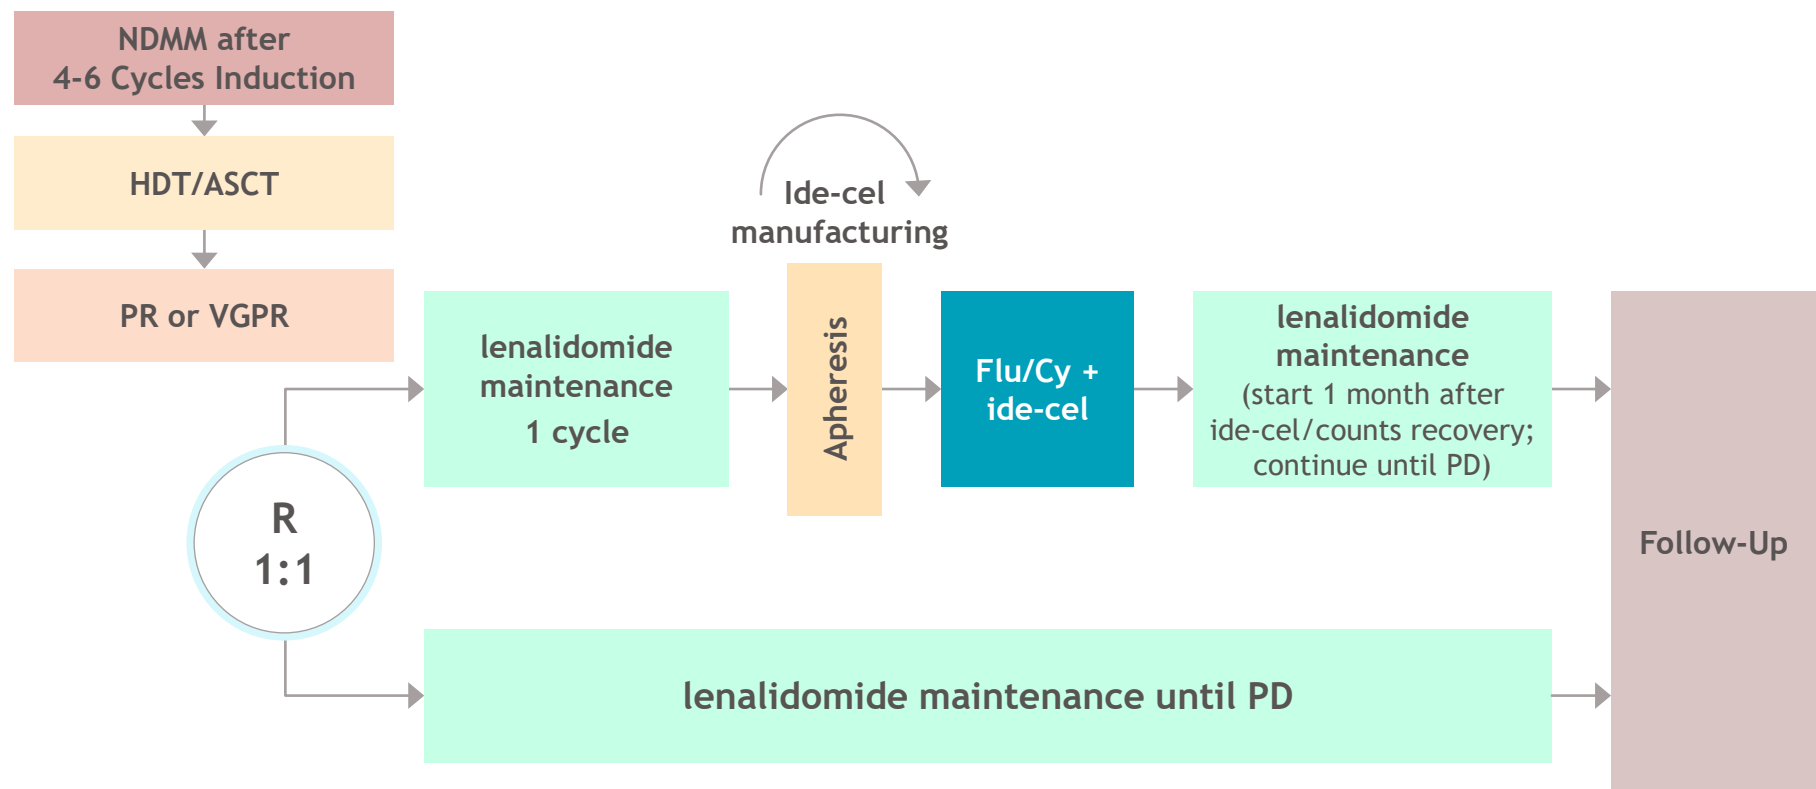 NDMM after
4-6 Cycles Induction
HDT/ASCT
PR or VGPR
R
1:1
lenalidomide
maintenance
1 cycle
Ide-cel
manufacturing
Apheresis
Flu/Cy +
ide-cel
lenalidomide
maintenance
(start 1 month after
ide-cel/counts recovery;
continue until PD)
lenalidomide maintenance until PD
Follow-Up